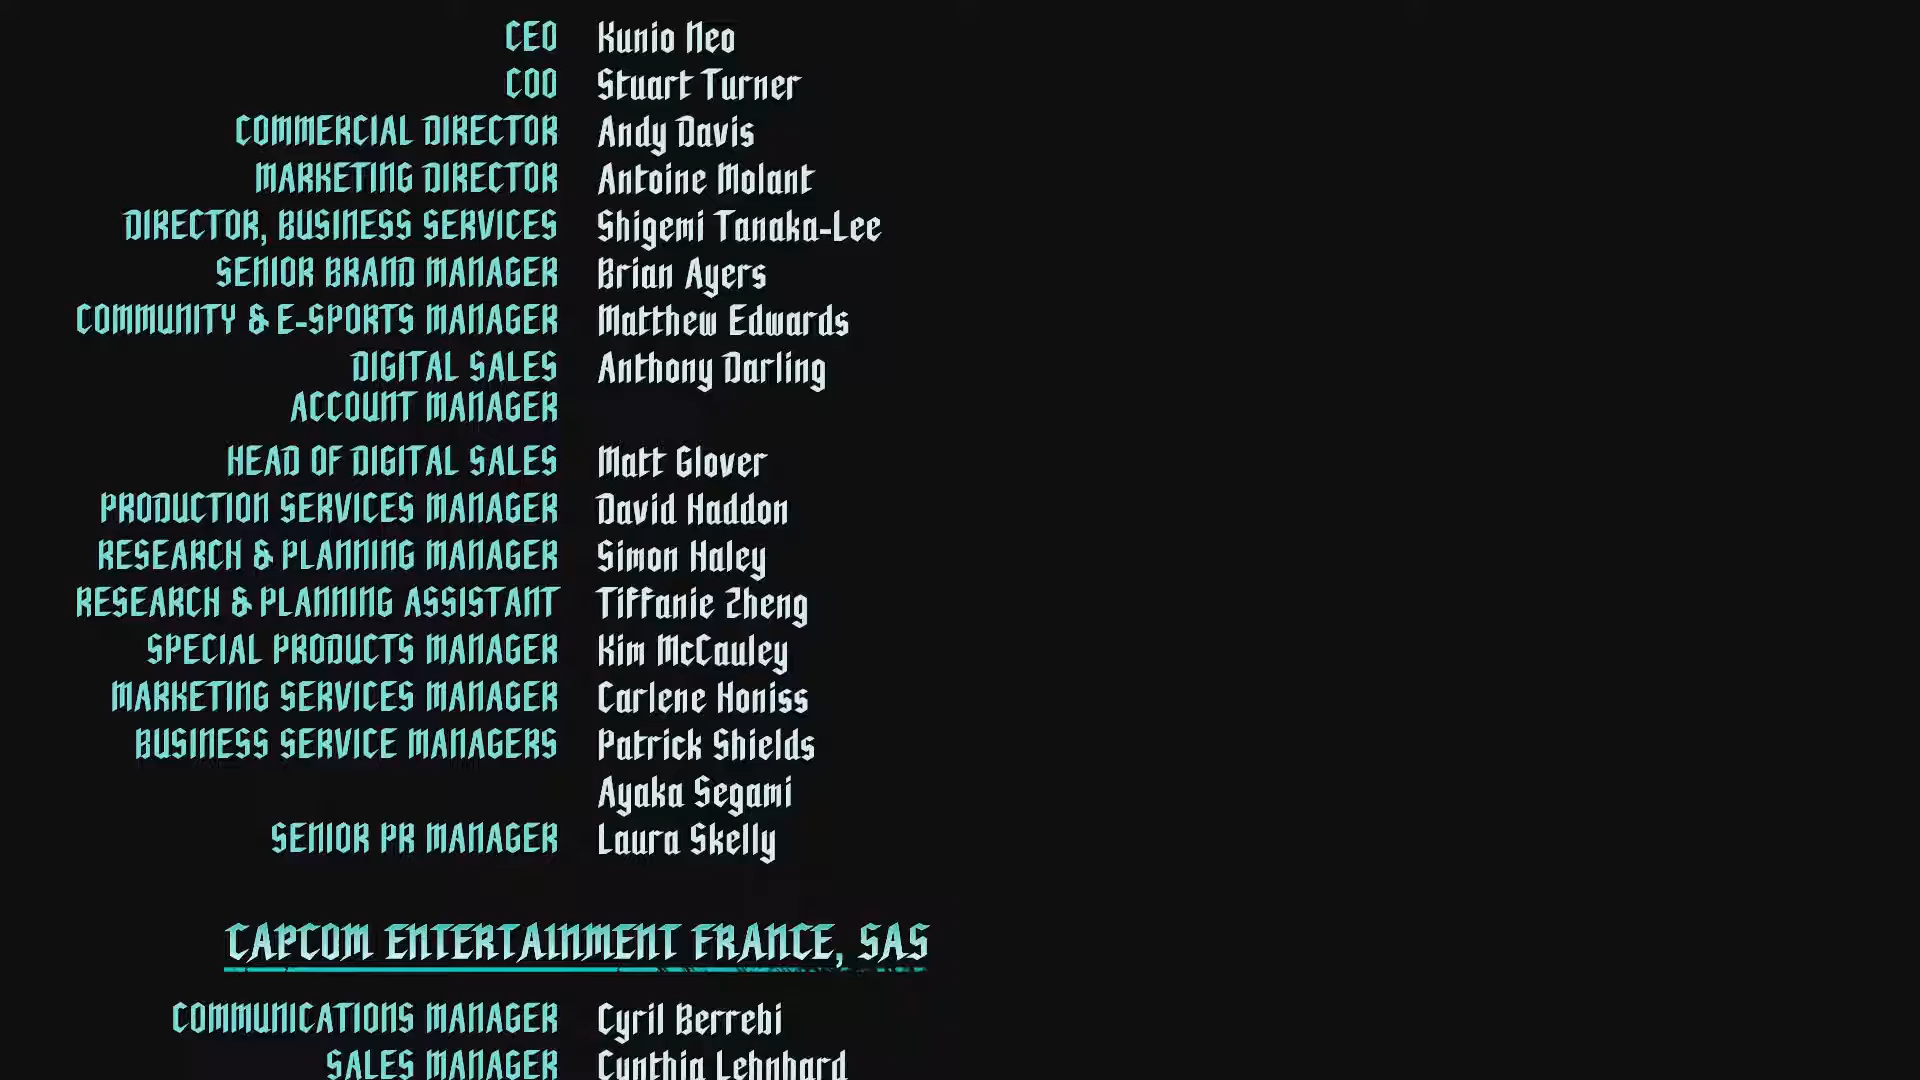 CEO Kunio Neo
COO Stuart Turner
COMMERCIAL DIRECTOR Andy Davis
MARKETING DIRECTOR Antoine Molant
DIRECTOR, BUSINESS SERVICES Shigemi Tanaka-Lee
SENIOR BRAND MANAGER Brian Ayers
COMMUNITY & E-SPORTS MANAGER Matthew Edwards
DIGITAL SALES Anthony Darling
ACCOUNT MANAGER
HEAD OF DIGITAL SALES Matt Glover
PRODUCTION SERVICES MANAGER David Haddon
RESEARCH & PLANNING MANAGER Simon Haley
RESEARCH & PLANNING ASSISTANT Tiffanie Zheng
SPECIAL PRODUCTS MANAGER Kim McCauley
MARKETING SERVICES MANAGER Carlene Honiss
BUSINESS SERVICE MANAGERS Patrick Shields
Ayaka Segami
SENIOR PR MANAGER Laura Skelly
CAPCOM ENTERTAINMENT FRANCE, SAS
COMMUNICATIONS MANAGER Cyril Berrebi
SALES MANAGER Cynthia Lehnhard